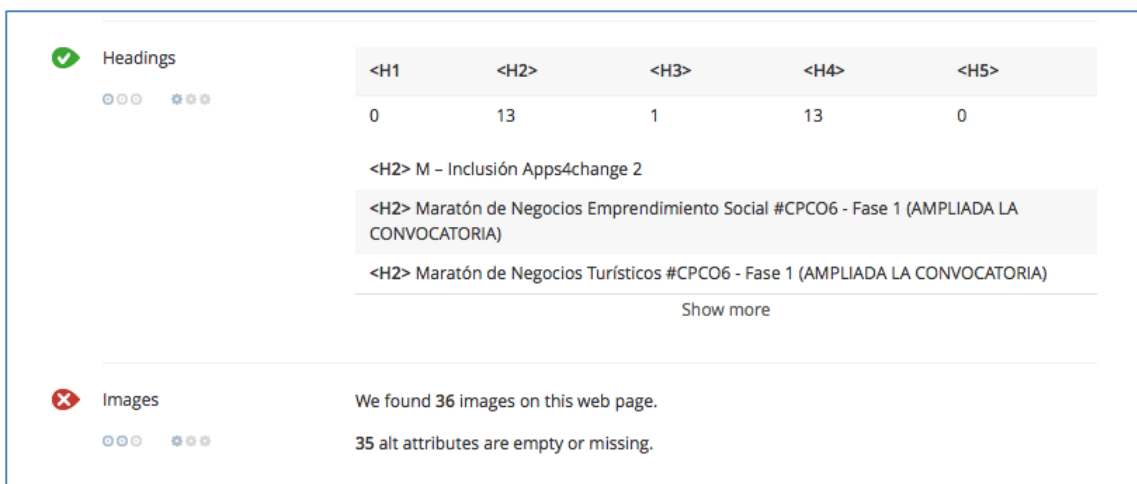 Headings
<H1 <H2> <H3> <H4> <H5>
0 13 1 13 0
<H2> M – Inclusión Apps4change 2
<H2> Maratón de Negocios Emprendimiento Social #CPCO6 - Fase 1 (AMPLIADA LA
CONVOCATORIA)
<H2> Maratón de Negocios Turísticos #CPCO6 - Fase 1 (AMPLIADA LA CONVOCATORIA)
Show more
Images
We found 36 images on this web page.
35 alt attributes are empty or missing.